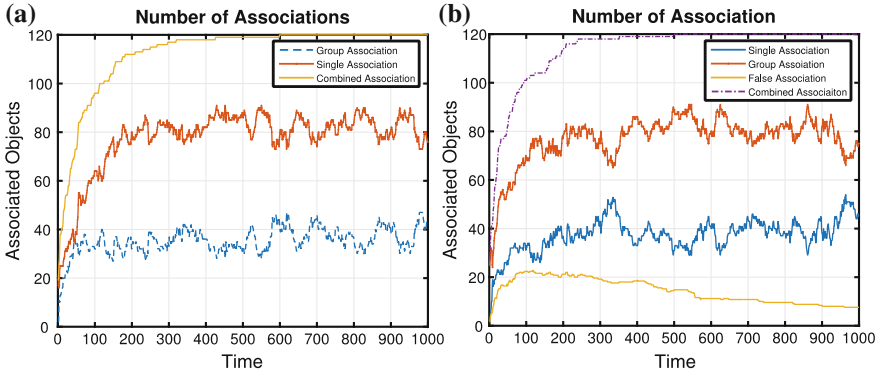 (a)
Number of Associations
120
100
80
60
40
20
0
Associated Objects
Group Association
Single Association
Combined Association
0 100 200 300 400 500 600 700 800 900 1000
Time
(b)
Number of Association
120
100
80
60
40
20
0
Associated Objects
Single Association
Group Association
False Association
Combined Associaiton
0 100 200 300 400 500 600 700 800 900 1000
Time